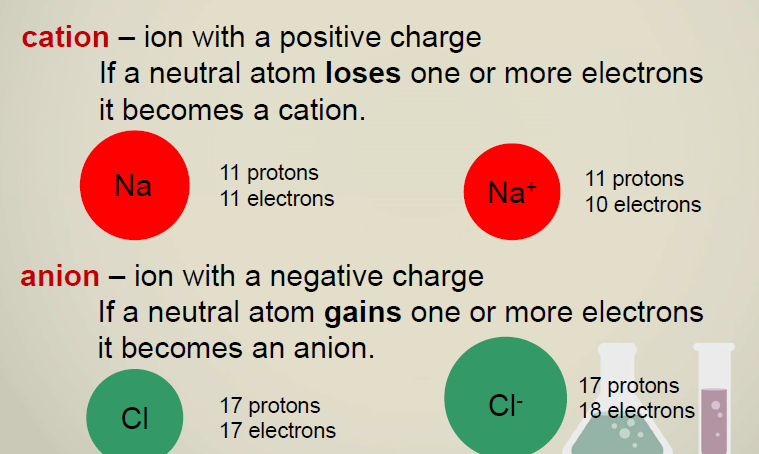 cation – ion with a positive charge
If a neutral atom loses one or more electrons
it becomes a cation.
Na
11 protons
11 electrons
Na⁺
11 protons
10 electrons
anion – ion with a negative charge
If a neutral atom gains one or more electrons
it becomes an anion.
Cl
17 protons
17 electrons
Cl⁻
17 protons
18 electrons